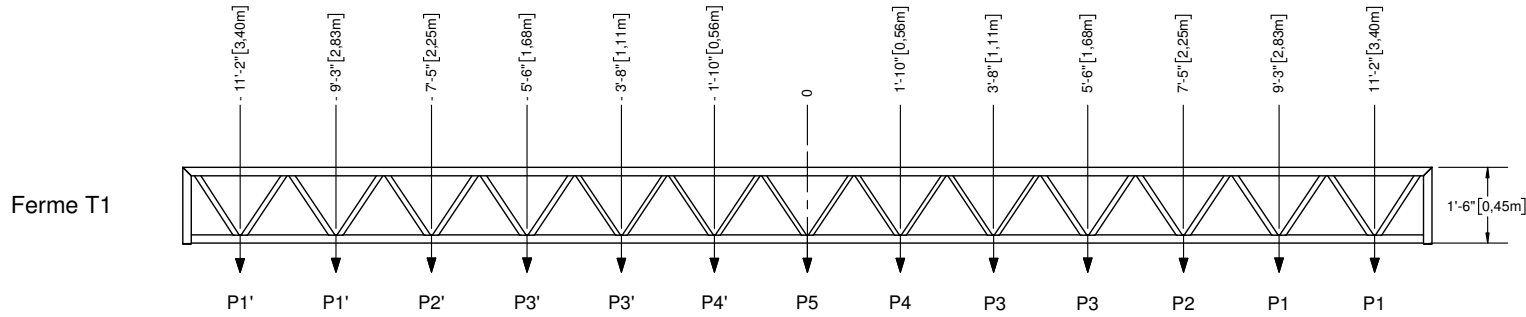 - 11'-2" [3,40m]
- 9'-3" [2,83m]
- 7'-5" [2,25m]
- 5'-6" [1,68m]
- 3'-8" [1,11m]
- 1'-10" [0,56m]
0
1'-10" [0,56m]
3'-8" [1,11m]
5'-6" [1,68m]
7'-5" [2,25m]
9'-3" [2,83m]
11'-2" [3,40m]
Ferme T1
1'-6" [0,45m]
P1' P1' P2' P3' P3' P4' P5 P4 P3 P3 P2 P1 P1